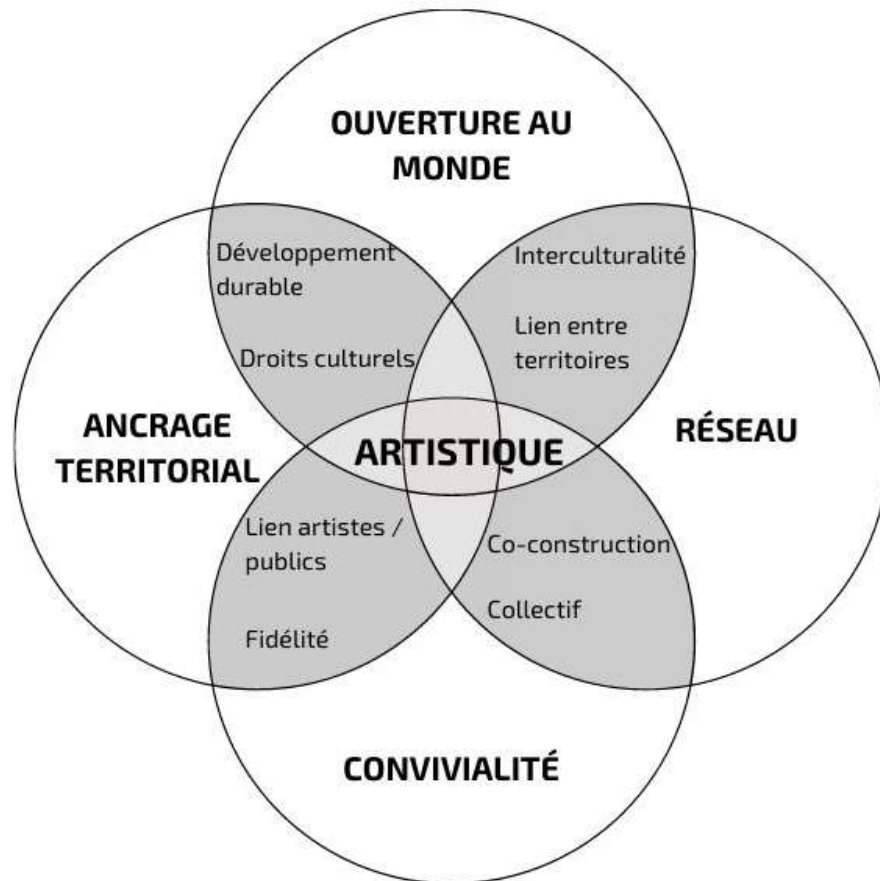 OUVERTURE AU
MONDE
Développement
durable
Droits culturels
Interculturalité
Lien entre
territoires
ANCRAGE
TERRITORIAL
ARTISTIQUE
RÉSEAU
Lien artistes /
publics
Fidélité
Co-construction
Collectif
CONVIVIALITÉ